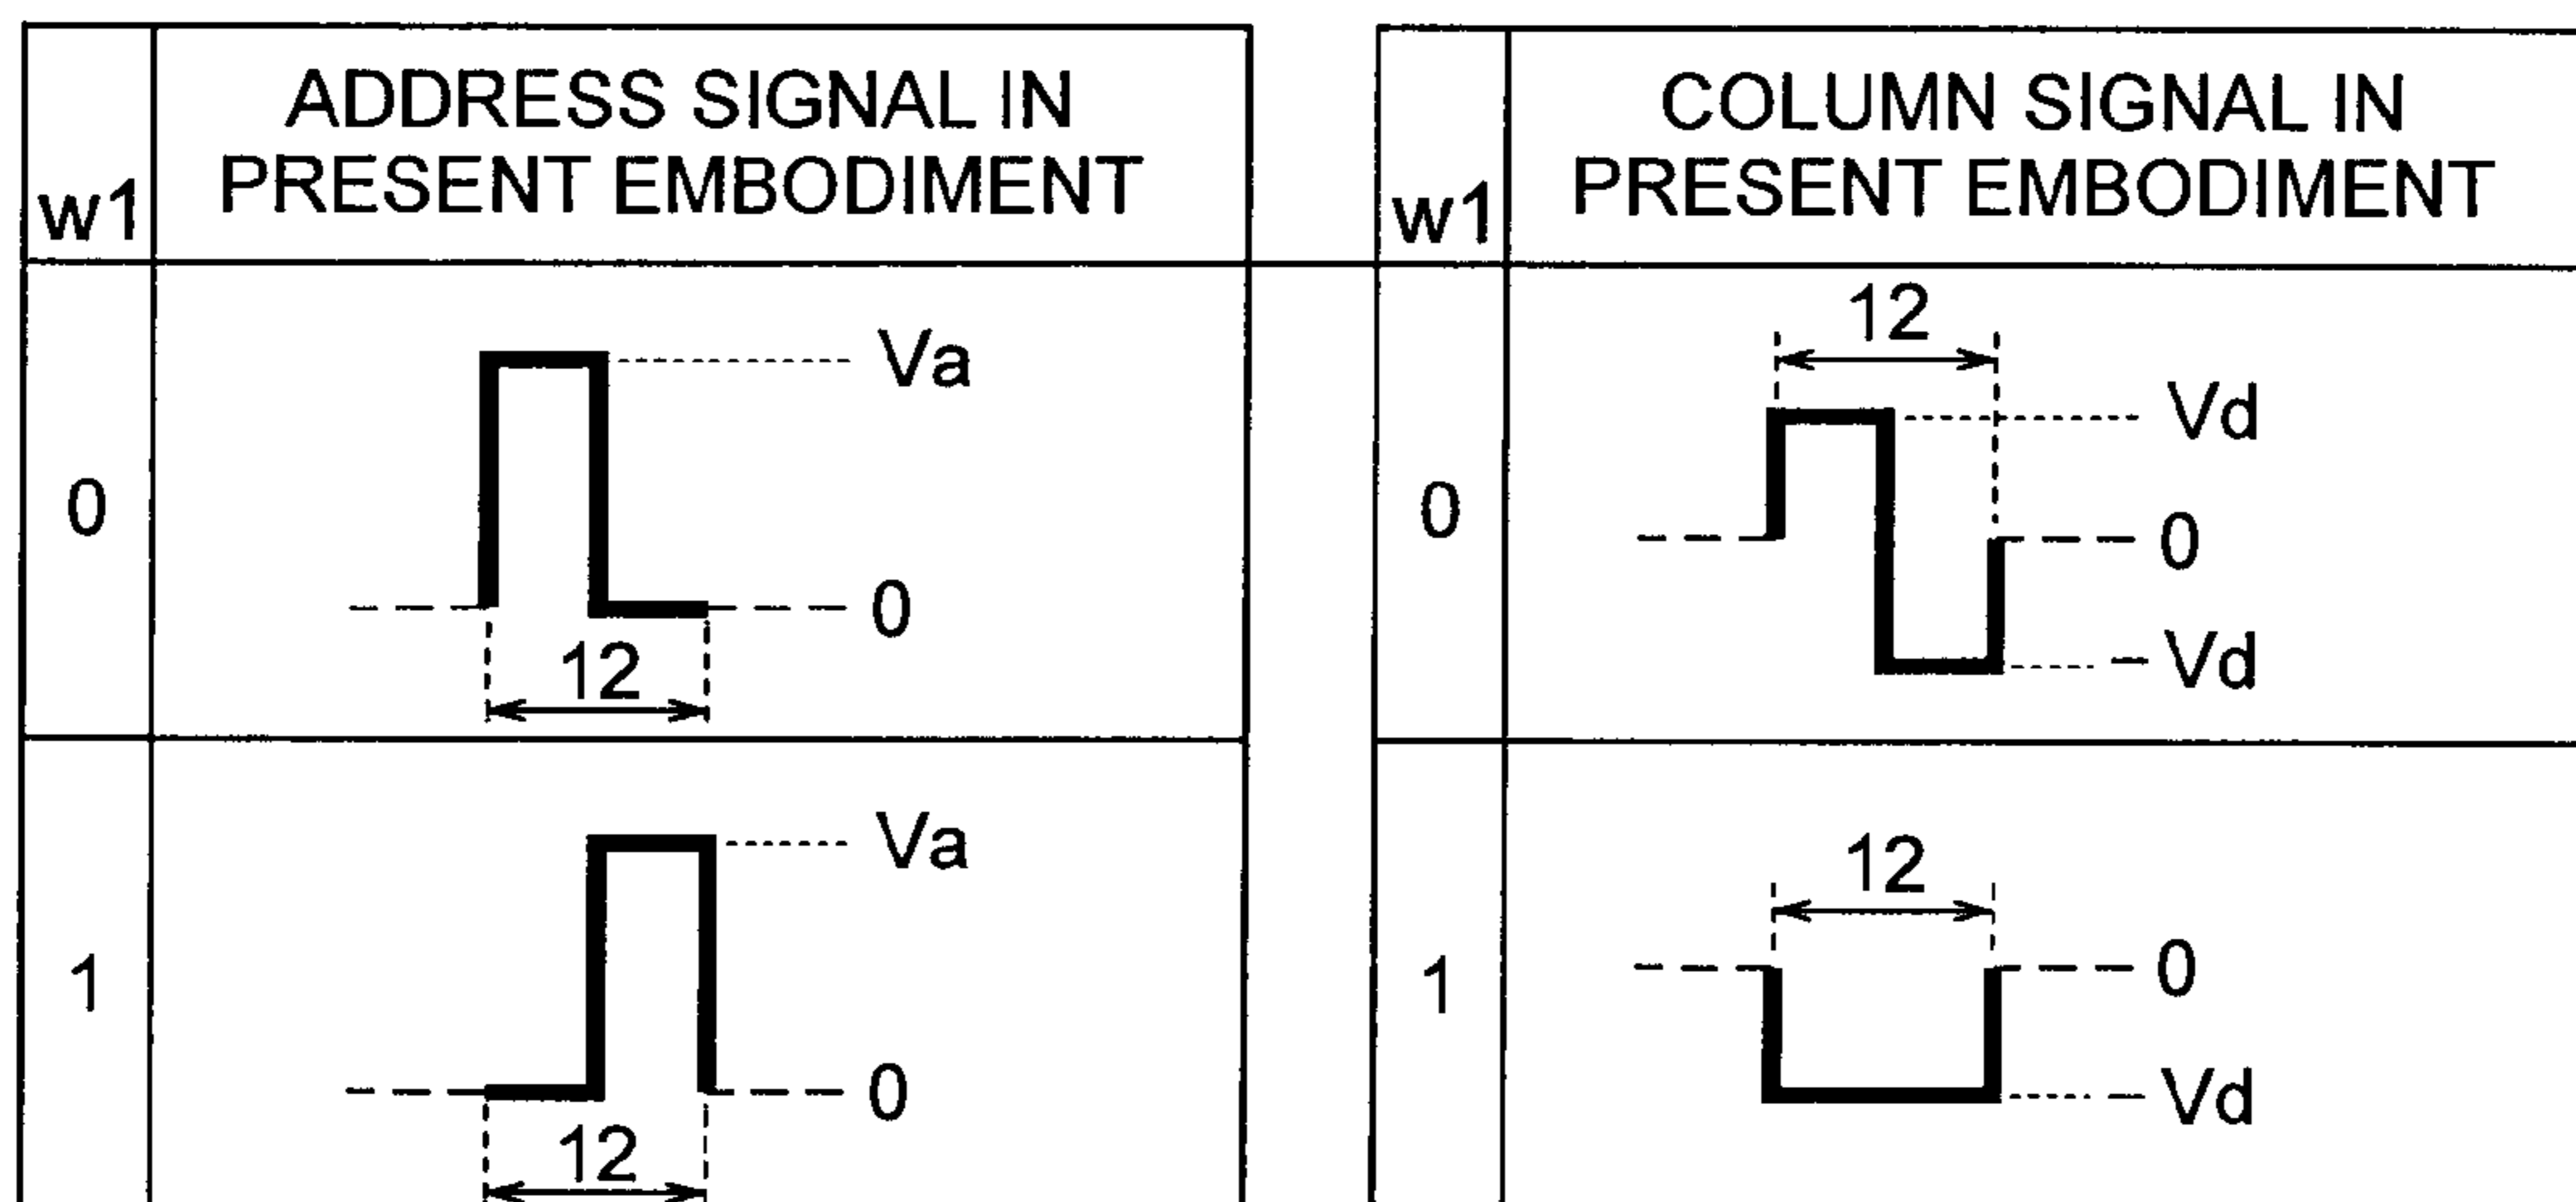 w1
ADDRESS SIGNAL IN
PRESENT EMBODIMENT
0
Va
0
12
1
Va
0
12
w1
COLUMN SIGNAL IN
PRESENT EMBODIMENT
0
12
Vd
0
– Vd
1
12
0
– Vd